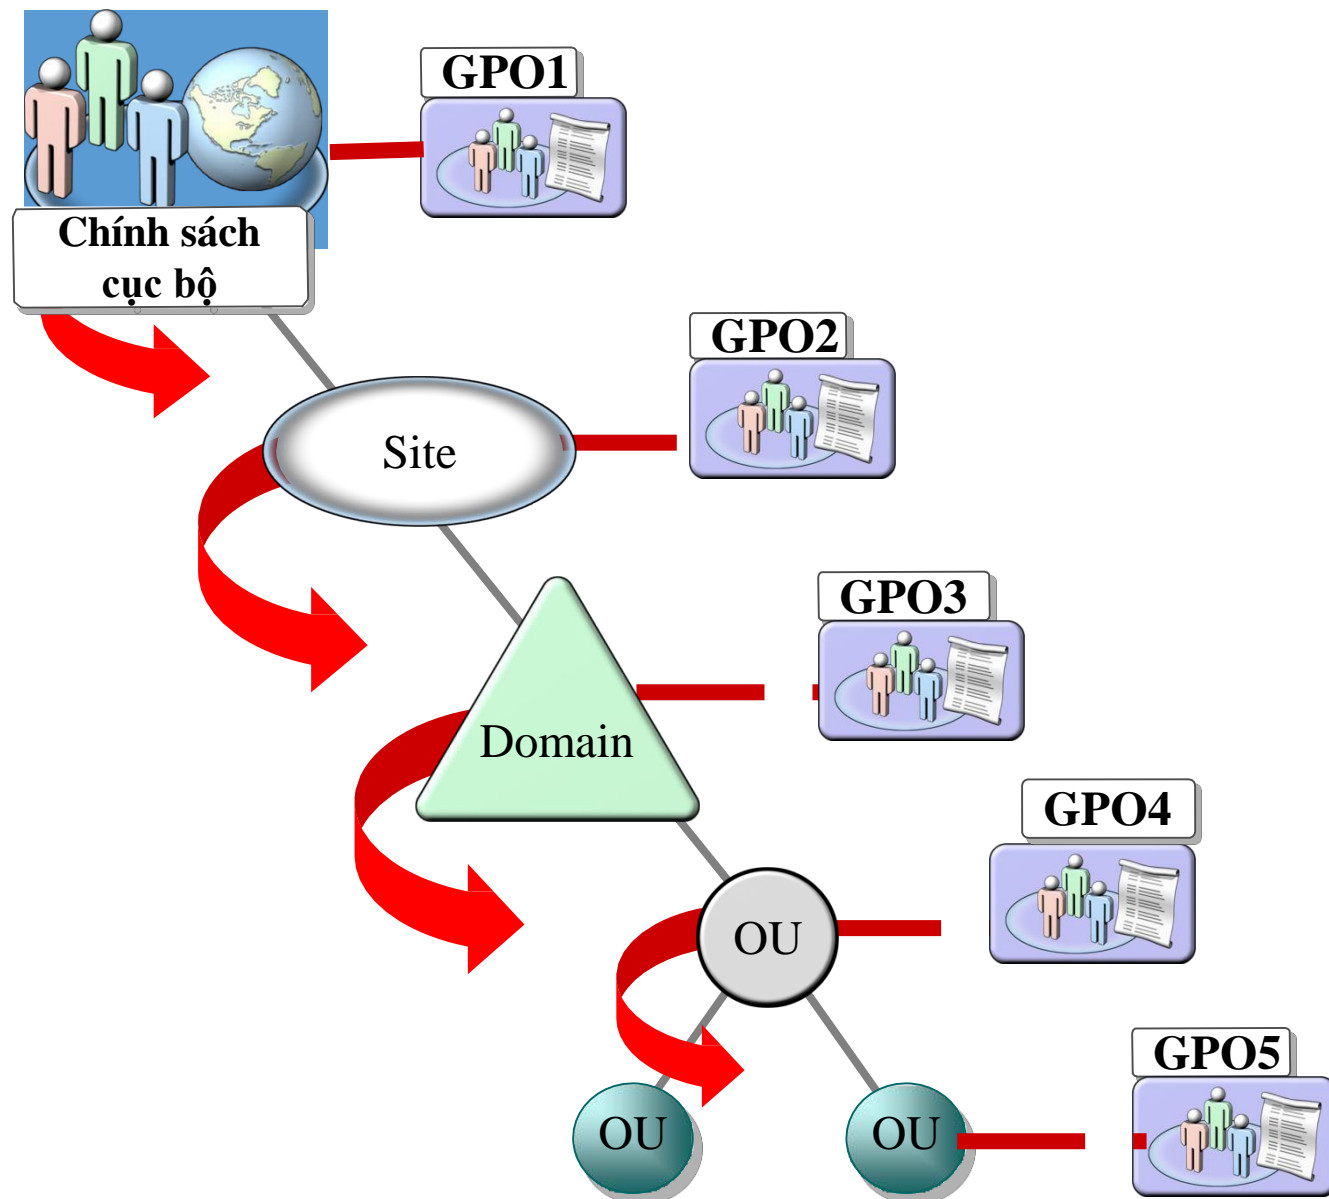 GPO1
Chính sách
cục bộ
GPO2
Site
GPO3
Domain
GPO4
OU
GPO5
OU
OU